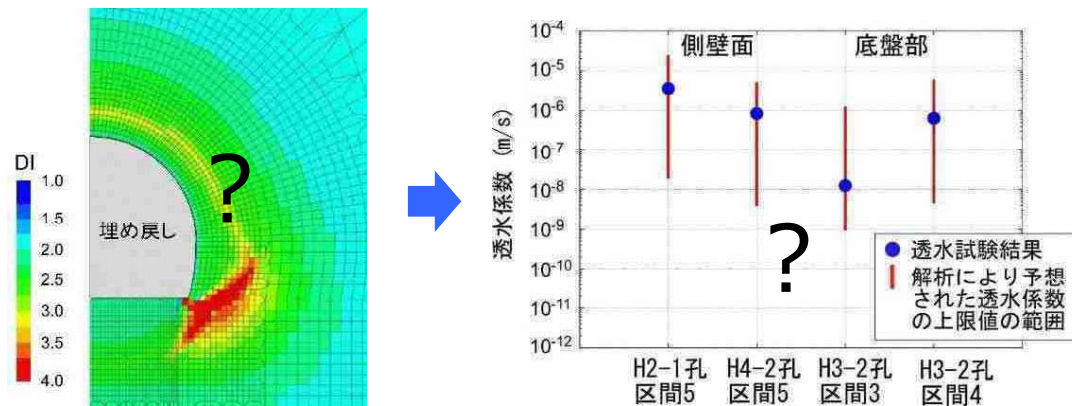 DI
1.0
1.5
2.0
2.5
3.0
3.5
4.0
埋め戻し
?
透水係数 (m/s)
10-4
10-5
10-6
10-7
10-8
10-9
10-10
10-11
10-12
側壁面
底盤部
?
透水試験結果
解析により予想
された透水係数
の上限値の範囲
H2-1孔
区間5
H4-2孔
区間5
H3-2孔
区間3
H3-2孔
区間4